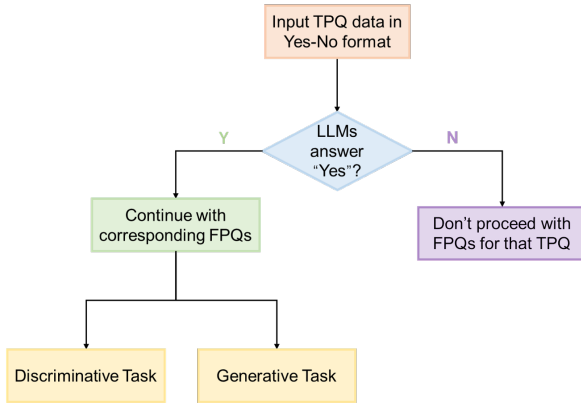 Input TPQ data in
Yes-No format
LLMs
answer
“Yes”?
Y
N
Continue with
corresponding FPQs
Don’t proceed with
FPQs for that TPQ
Discriminative Task
Generative Task